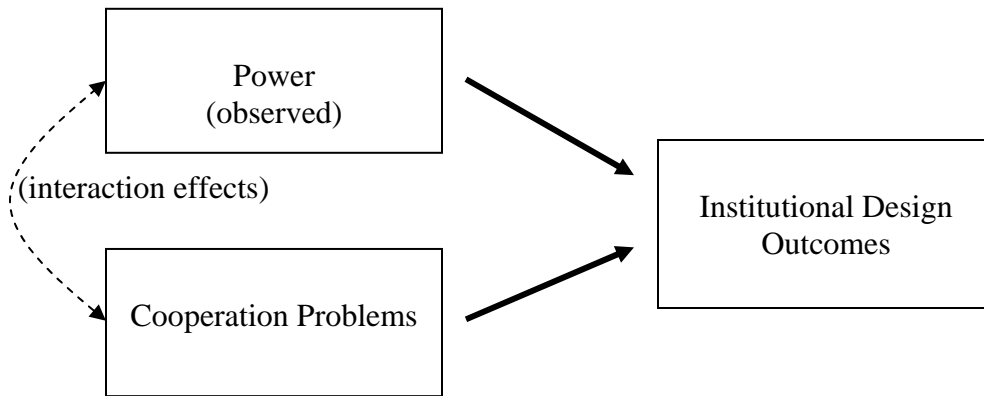 Power
(observed)
(interaction effects)
Cooperation Problems
Institutional Design
Outcomes